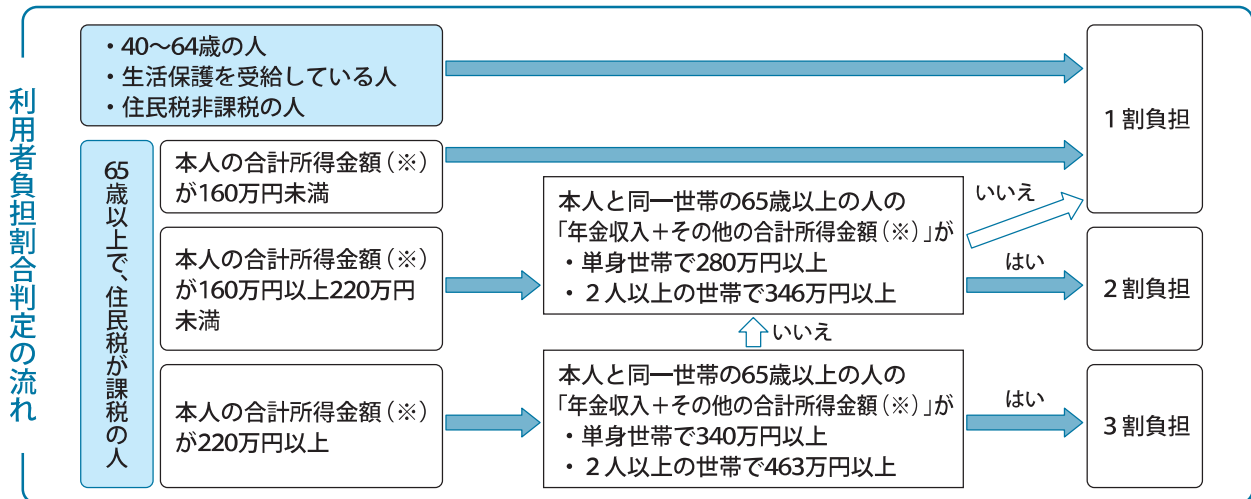 利用者負担割合判定の流れ
・40〜64歳の人
・生活保護を受給している人
・住民税非課税の人
65歳以上で、住民税が課税の人
本人の合計所得金額（※）
が160万円未満
本人の合計所得金額（※）
が160万円以上220万円
未満
本人の合計所得金額（※）
が220万円以上
本人と同一世帯の65歳以上の人の
「年金収入＋その他の合計所得金額（※）」が
・単身世帯で280万円以上
・２人以上の世帯で346万円以上
いいえ
はい
いいえ
本人と同一世帯の65歳以上の人の
「年金収入＋その他の合計所得金額（※）」が
・単身世帯で340万円以上
・２人以上の世帯で463万円以上
はい
１割負担
２割負担
３割負担